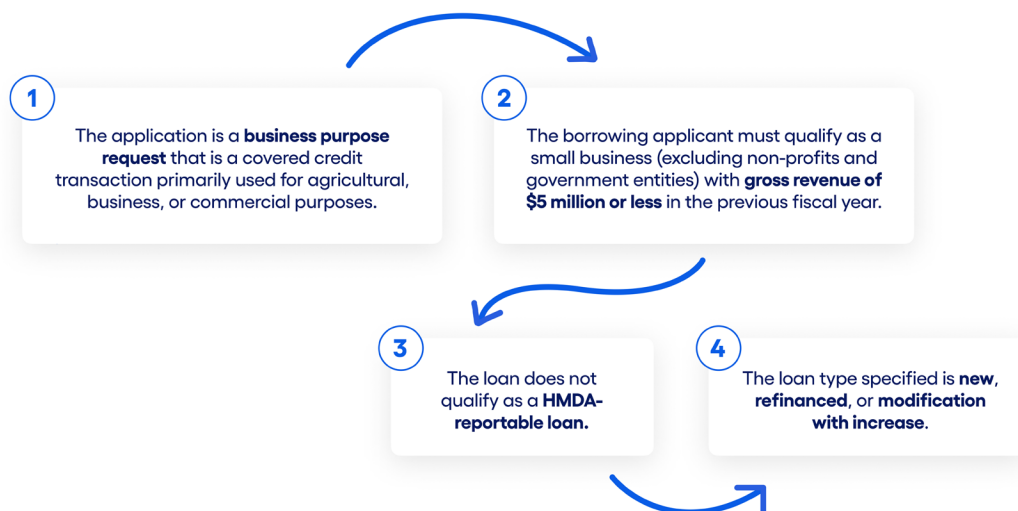 1
The application is a business purpose
request that is a covered credit
transaction primarily used for agricultural,
business, or commercial purposes.
2
The borrowing applicant must qualify as a
small business (excluding non-profits and
government entities) with gross revenue of
$5 million or less in the previous fiscal year.
3
The loan does not
qualify as a HMDA-
reportable loan.
4
The loan type specified is new,
refinanced, or modification
with increase.